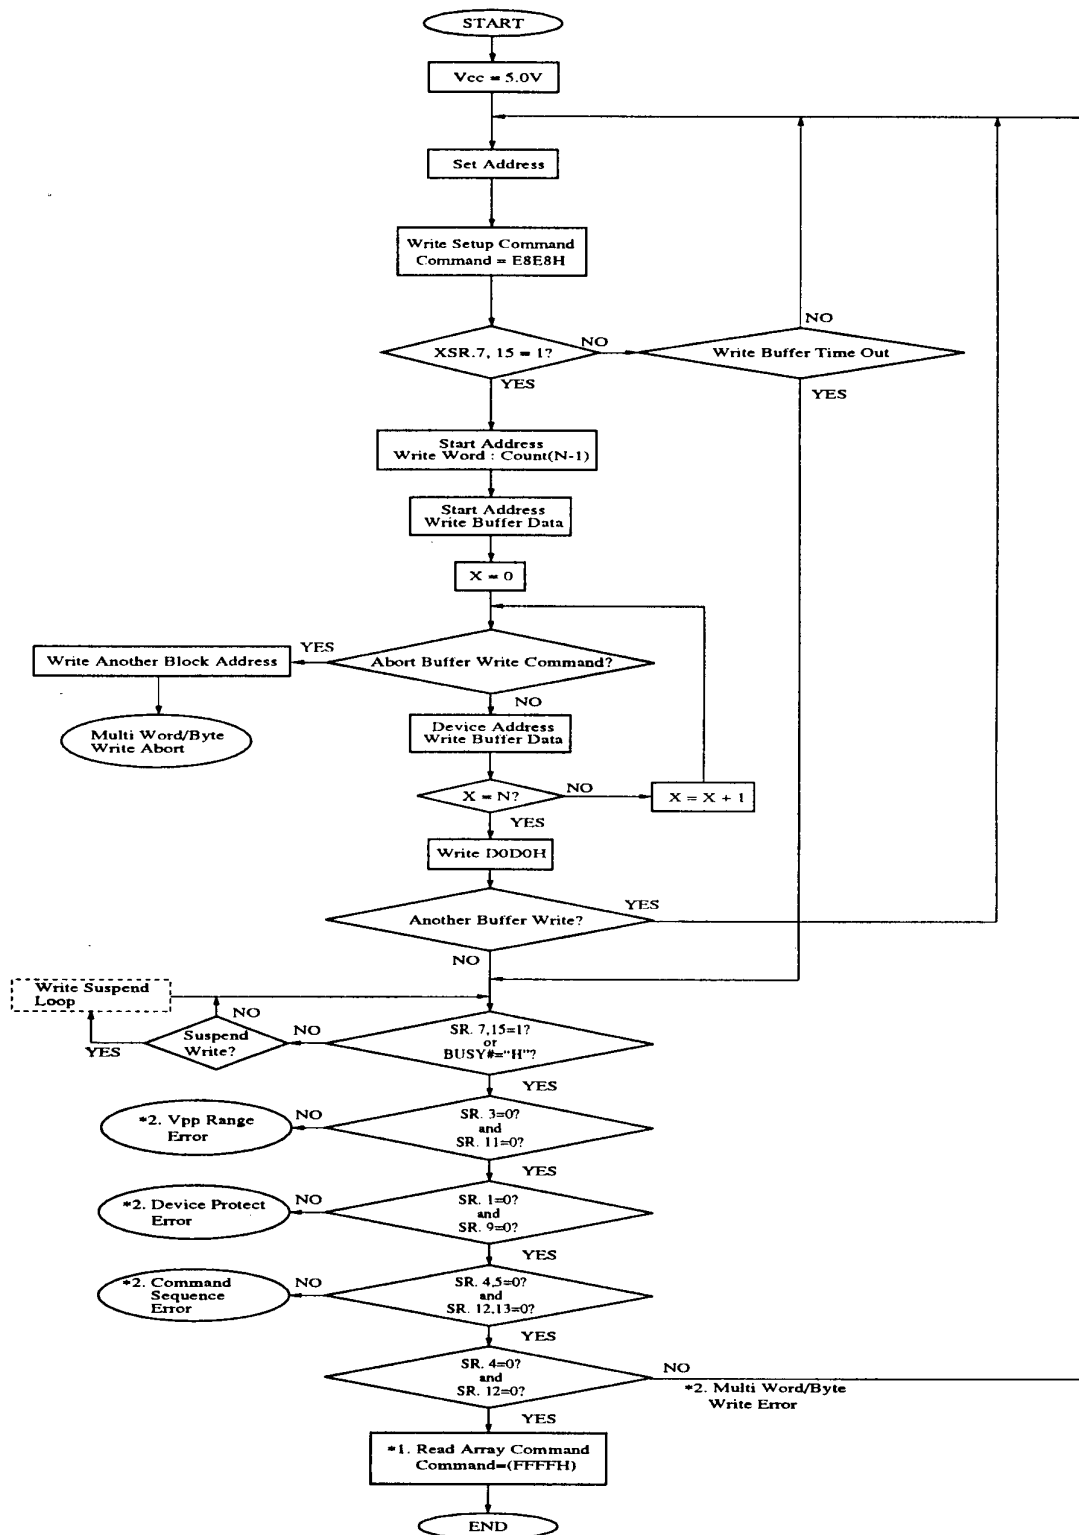 START
Vcc = 5.0V
Set Address
Write Setup Command
Command = E8E8H
NO
XSR.7, 15 = 1?
NO
Write Buffer Time Out
YES
YES
Start Address
Write Word : Count(N-1)
Start Address
Write Buffer Data
X = 0
YES
Write Another Block Address
Abort Buffer Write Command?
NO
Multi Word/Byte
Write Abort
Device Address
Write Buffer Data
X = N?
NO
X = X + 1
YES
Write D0D0H
Another Buffer Write?
YES
NO
Write Suspend
Loop
NO
YES
Suspend
Write?
NO
SR. 7,15=1?
or
BUSY#="H"?
YES
*2. Vpp Range
Error
NO
SR. 3=0?
and
SR. 11=0?
YES
*2. Device Protect
Error
NO
SR. 1=0?
and
SR. 9=0?
YES
*2. Command
Sequence
Error
NO
SR. 4,5=0?
and
SR. 12,13=0?
YES
SR. 4=0?
and
SR. 12=0?
NO
*2. Multi Word/Byte
Write Error
YES
*1. Read Array Command
Command=(FFFFH)
END